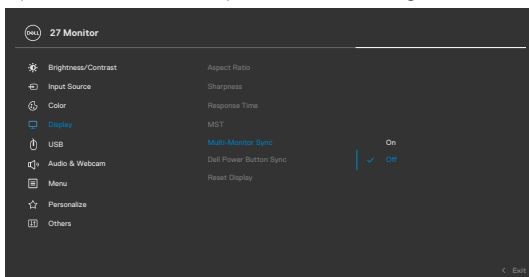 DELL 27 Monitor
Brightness/Contrast
Input Source
Color
Display
USB
Audio & Webcam
Menu
Personalize
Others
Aspect Ratio
Sharpness
Response Time
MST
Multi-Monitor Sync
Dell Power Button Sync
Reset Display
On
Off
Exit